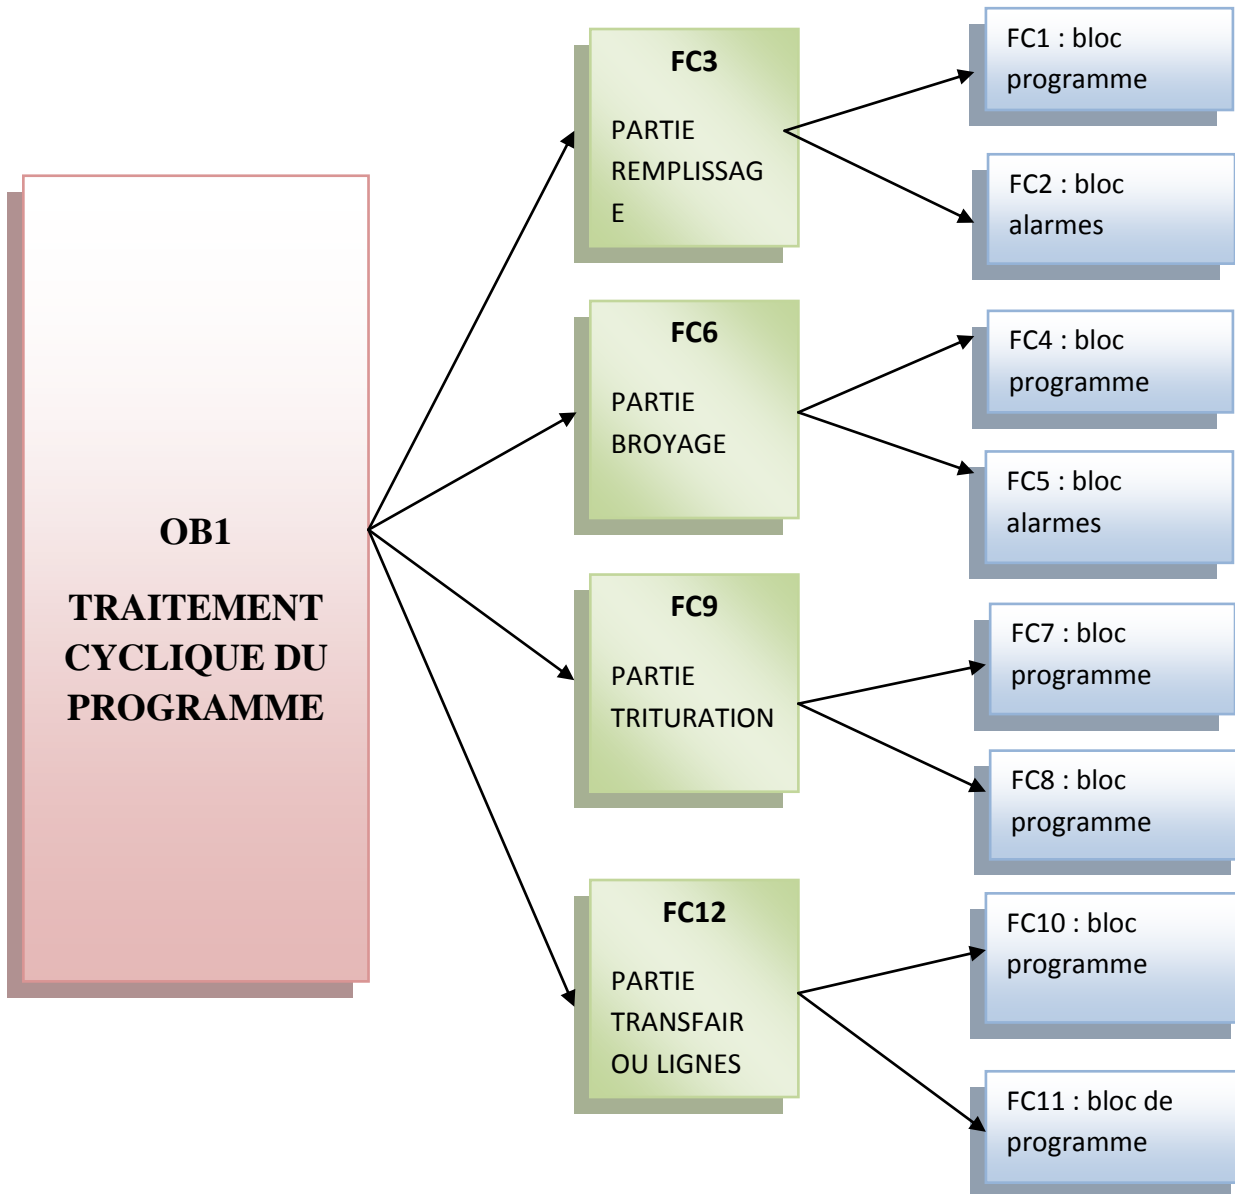 OB1
TRAITEMENT
CYCLIQUE DU
PROGRAMME
FC3
PARTIE
REMPLISSAG
E
FC6
PARTIE
BROYAGE
FC9
PARTIE
TRITURATION
FC12
PARTIE
TRANSFAIR
OU LIGNES
FC1 : bloc
programme
FC2 : bloc
alarmes
FC4 : bloc
programme
FC5 : bloc
alarmes
FC7 : bloc
programme
FC8 : bloc
programme
FC10 : bloc
programme
FC11 : bloc de
programme